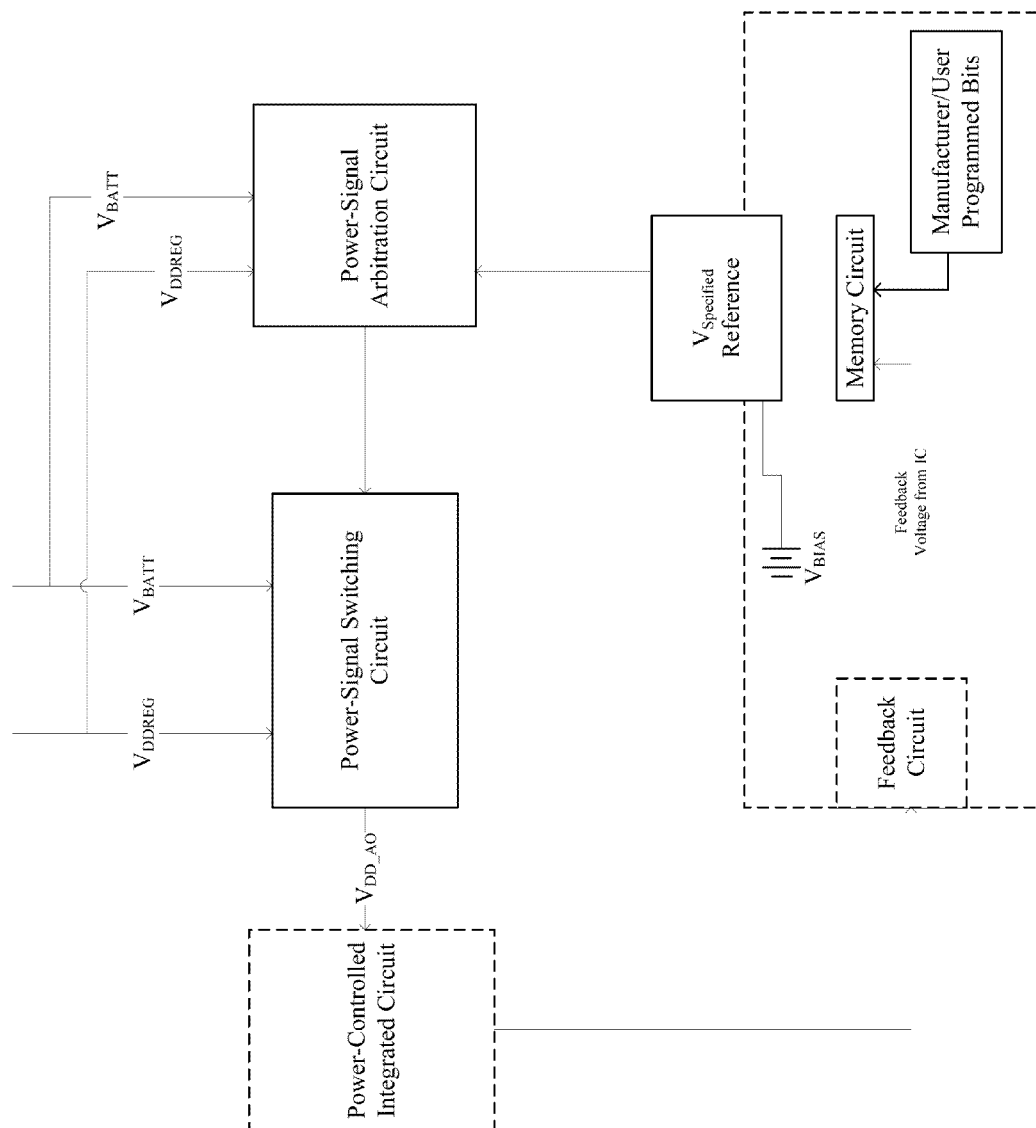 V_BATT
V_DDREG
V_BATT
V_DDREG
Power-Controlled
Integrated Circuit
V_DD_AO
Power-Signal Switching
Circuit
Power-Signal
Arbitration Circuit
V_Specified
Reference
V_BIAS
Memory Circuit
Feedback
Circuit
Feedback
Voltage from IC
Manufacturer/User
Programmed Bits